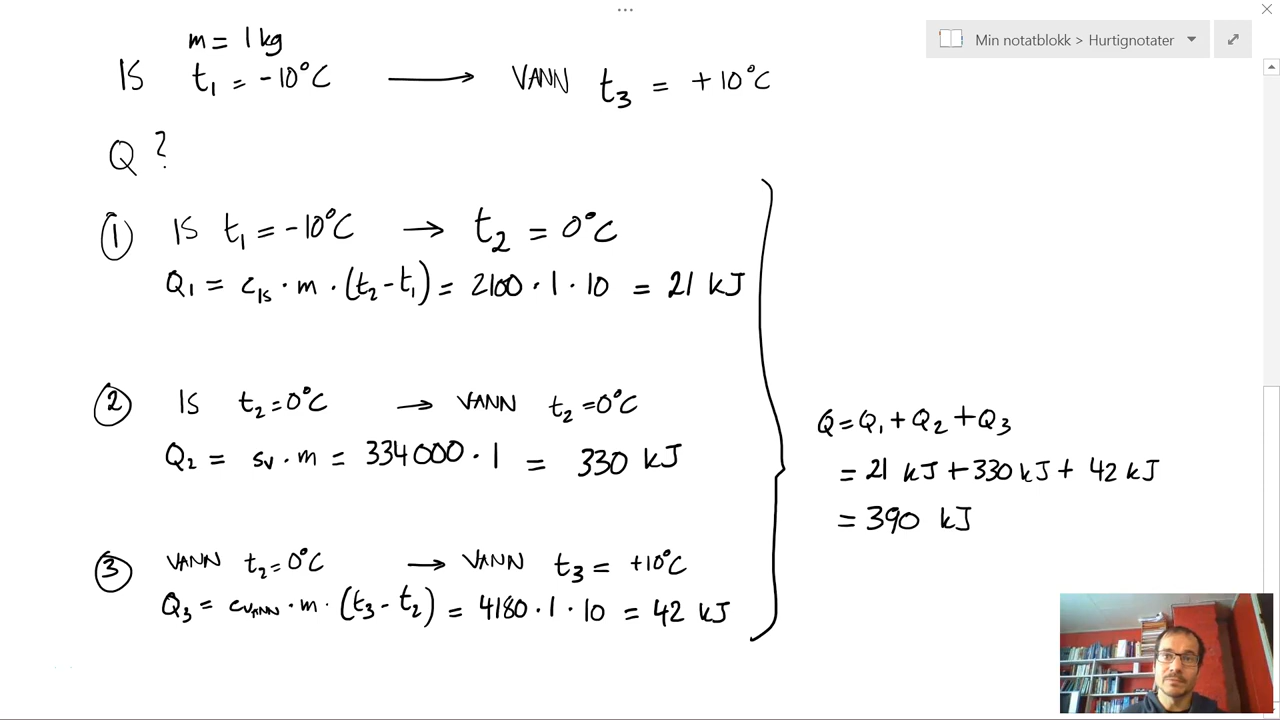 Min notatblokk > Hurtignotater
m = 1 kg
IS t₁ = -10°C → VANN t₃ = +10°C
Q ?
① IS t₁ = -10°C → t₂ = 0°C
Q₁ = c_IS · m · (t₂ - t₁) = 2100 · 1 · 10 = 21 kJ
② IS t₂ = 0°C → VANN t₂ = 0°C
Q₂ = sv · m = 334000 · 1 = 330 kJ
③ VANN t₂ = 0°C → VANN t₃ = +10°C
Q₃ = c_VANN · m · (t₃ - t₂) = 4180 · 1 · 10 = 42 kJ
Q = Q₁ + Q₂ + Q₃
= 21 kJ + 330 kJ + 42 kJ
= 390 kJ